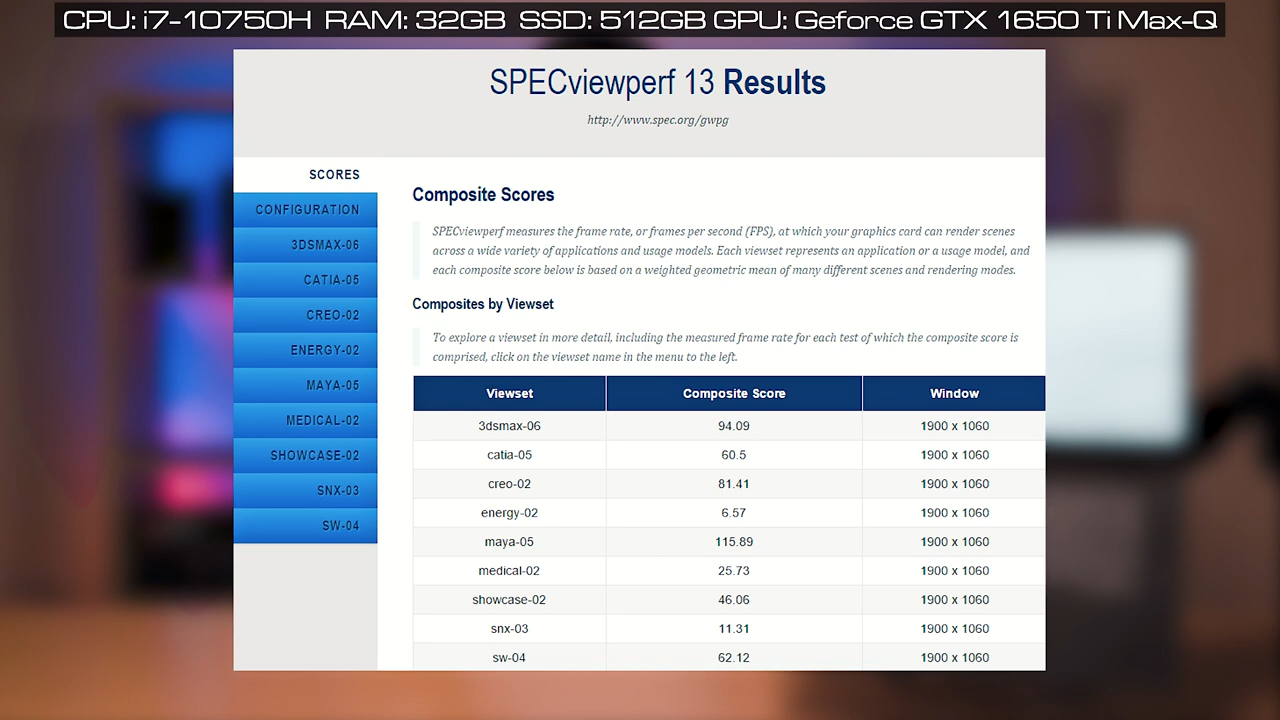 CPU: i7-10750H RAM: 32GB SSD: 512GB GPU: Geforce GTX 1650 Ti Max-Q
SPECviewperf 13 Results
http://www.spec.org/gwpg
SCORES
CONFIGURATION
3DSMAX-06
CATIA-05
CREO-02
ENERGY-02
MAYA-05
MEDICAL-02
SHOWCASE-02
SNX-03
SW-04
Composite Scores
SPECviewperf measures the frame rate, or frames per second (FPS), at which your graphics card can render scenes
across a wide variety of applications and usage models. Each viewset represents an application or a usage model, and
each composite score below is based on a weighted geometric mean of many different scenes and rendering modes.
Composites by Viewset
To explore a viewset in more detail, including the measured frame rate for each test of which the composite score is
comprised, click on the viewset name in the menu to the left.
Viewset Composite Score Window
3dsmax-06 94.09 1900 x 1060
catia-05 60.5 1900 x 1060
creo-02 81.41 1900 x 1060
energy-02 6.57 1900 x 1060
maya-05 115.89 1900 x 1060
medical-02 25.73 1900 x 1060
showcase-02 46.06 1900 x 1060
snx-03 11.31 1900 x 1060
sw-04 62.12 1900 x 1060